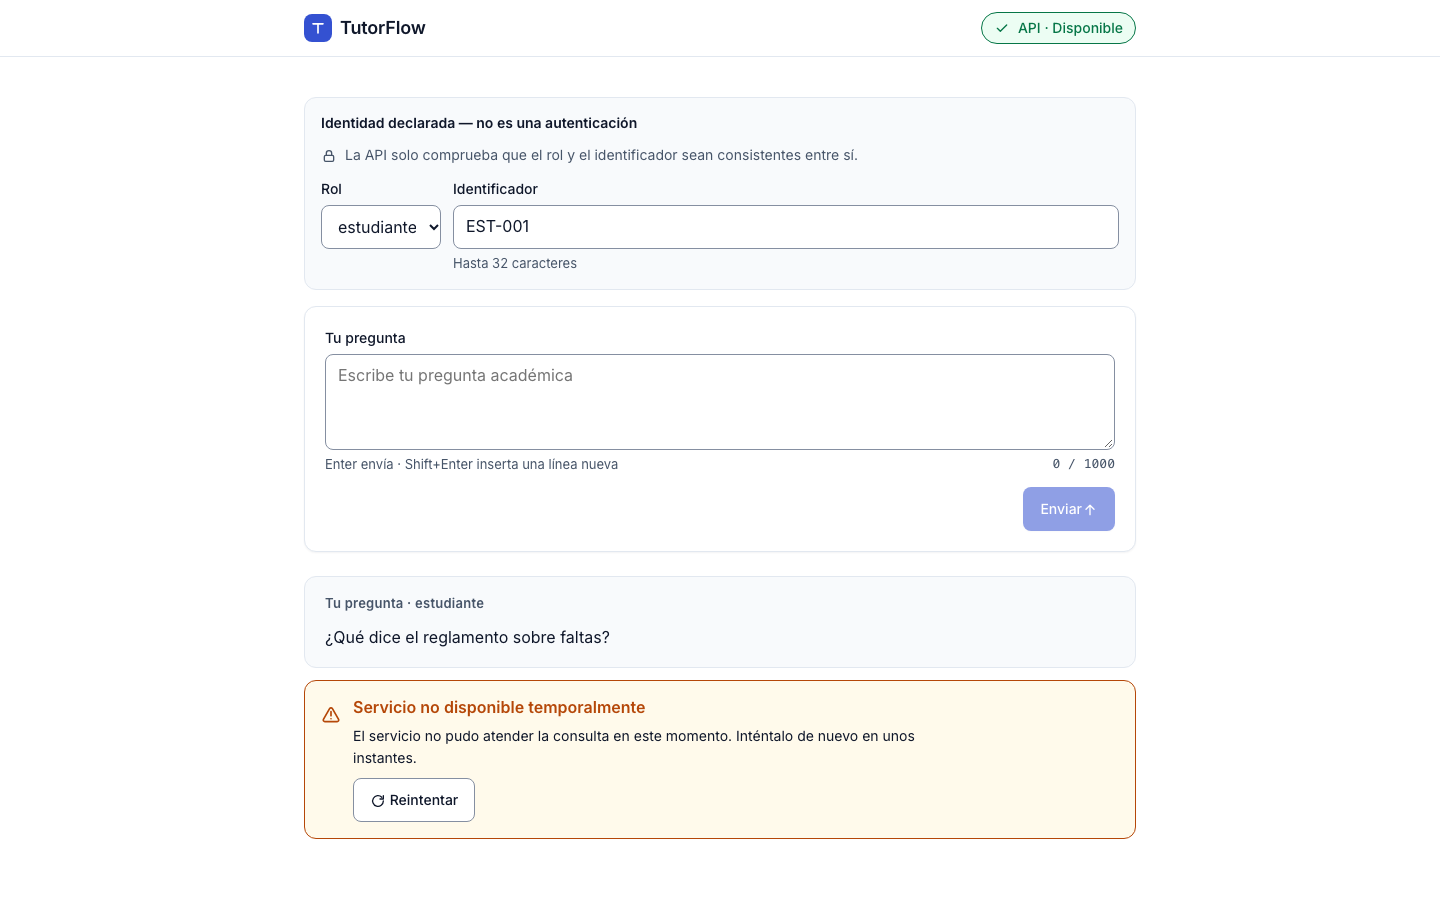 T TutorFlow
API · Disponible
Identidad declarada — no es una autenticación
La API solo comprueba que el rol y el identificador sean consistentes entre sí.
Rol
Identificador
estudiante
EST-001
Hasta 32 caracteres
Tu pregunta
Escribe tu pregunta académica
Enter envía · Shift+Enter inserta una línea nueva
0 / 1000
Enviar↑
Tu pregunta · estudiante
¿Qué dice el reglamento sobre faltas?
Servicio no disponible temporalmente
El servicio no pudo atender la consulta en este momento. Inténtalo de nuevo en unos
instantes.
Reintentar